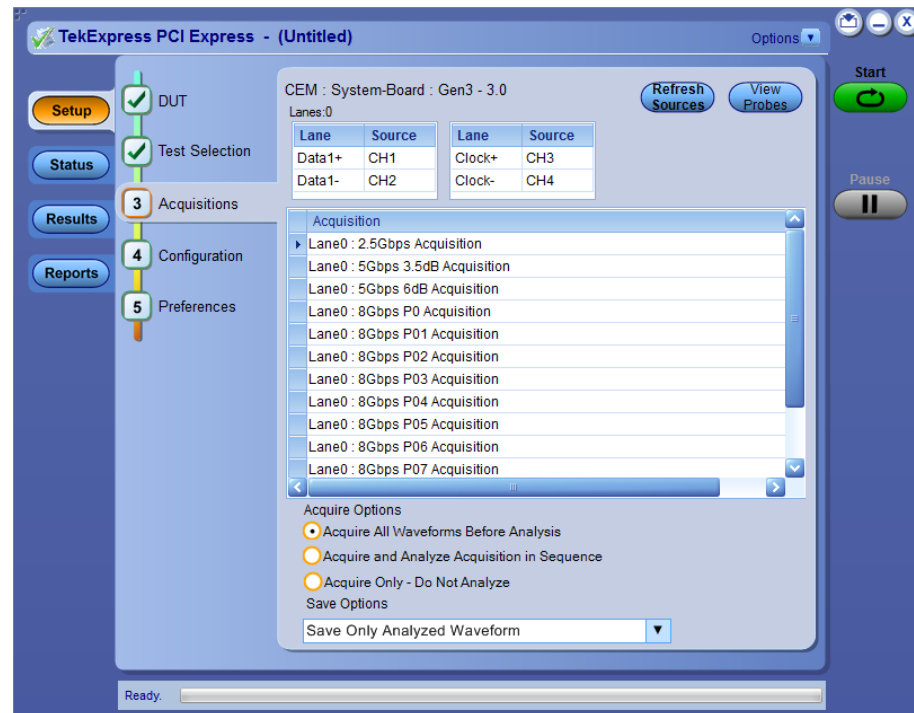 TekExpress PCI Express - (Untitled)
Options
Start
Pause
Setup
Status
Results
Reports
DUT
Test Selection
3 Acquisitions
4 Configuration
5 Preferences
CEM : System-Board : Gen3 - 3.0
Refresh Sources
View Probes
Lanes:0
Lane Source Lane Source
Data1+ CH1 Clock+ CH3
Data1- CH2 Clock- CH4
Acquisition
Lane0 : 2.5Gbps Acquisition
Lane0 : 5Gbps 3.5dB Acquisition
Lane0 : 5Gbps 6dB Acquisition
Lane0 : 8Gbps P0 Acquisition
Lane0 : 8Gbps P01 Acquisition
Lane0 : 8Gbps P02 Acquisition
Lane0 : 8Gbps P03 Acquisition
Lane0 : 8Gbps P04 Acquisition
Lane0 : 8Gbps P05 Acquisition
Lane0 : 8Gbps P06 Acquisition
Lane0 : 8Gbps P07 Acquisition
Acquire Options
Acquire All Waveforms Before Analysis
Acquire and Analyze Acquisition in Sequence
Acquire Only - Do Not Analyze
Save Options
Save Only Analyzed Waveform
Ready.